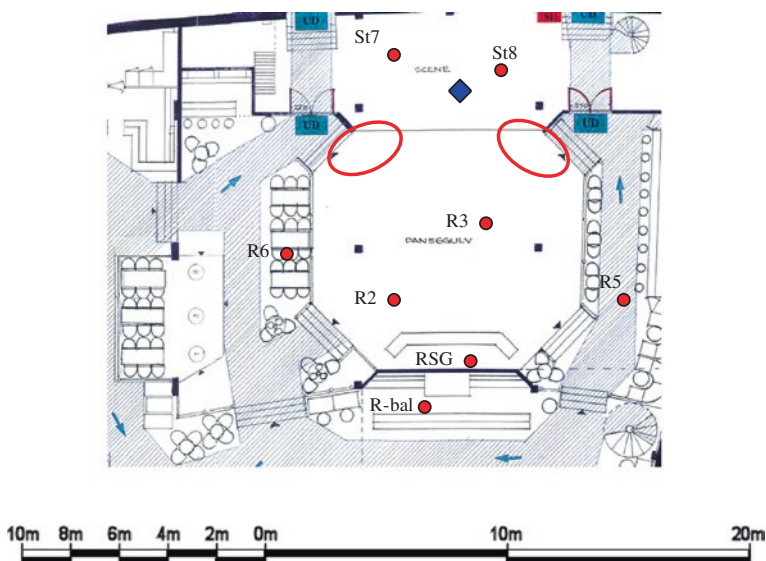 UD
UD
St7
St8
SCENE
UD
UD
R3
DANSEGULV
R6
R2
R5
RSG
R-bal
10m 8m 6m 4m 2m 0m 10m 20m